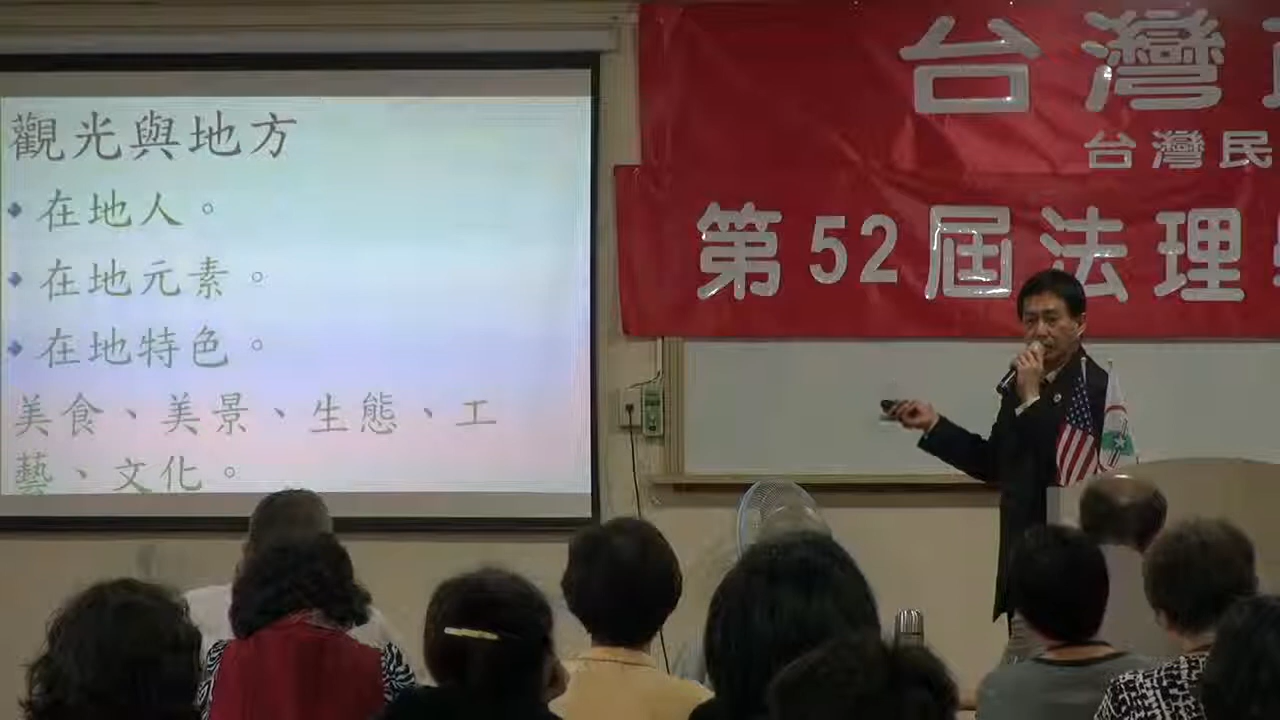 觀光與地方
在地人。
在地元素。
在地特色。
美食、美景、生態、工
藝、文化。
台灣
台灣民
第52屆法理